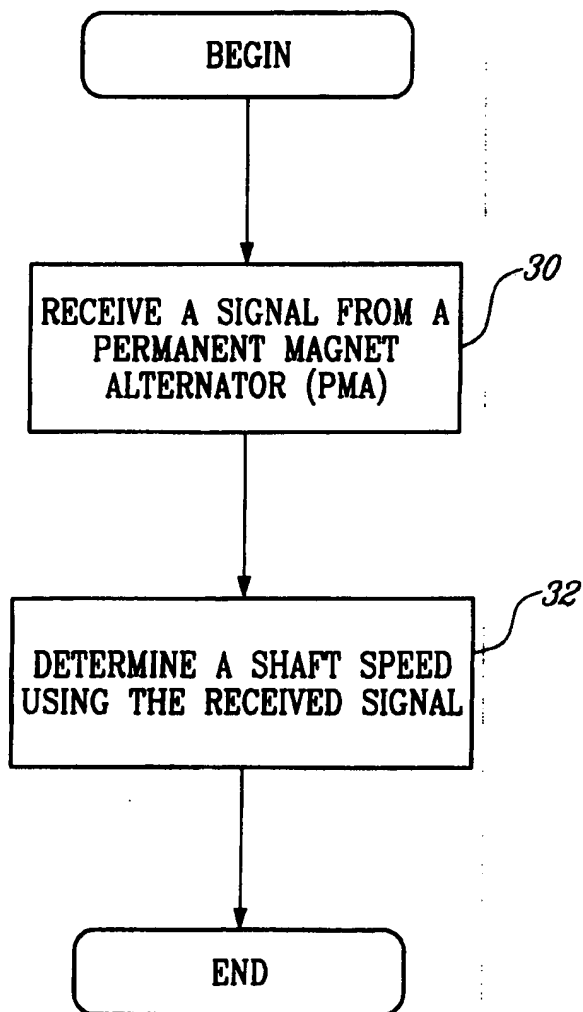 BEGIN
30
RECEIVE A SIGNAL FROM A
PERMANENT MAGNET
ALTERNATOR (PMA)
32
DETERMINE A SHAFT SPEED
USING THE RECEIVED SIGNAL
END